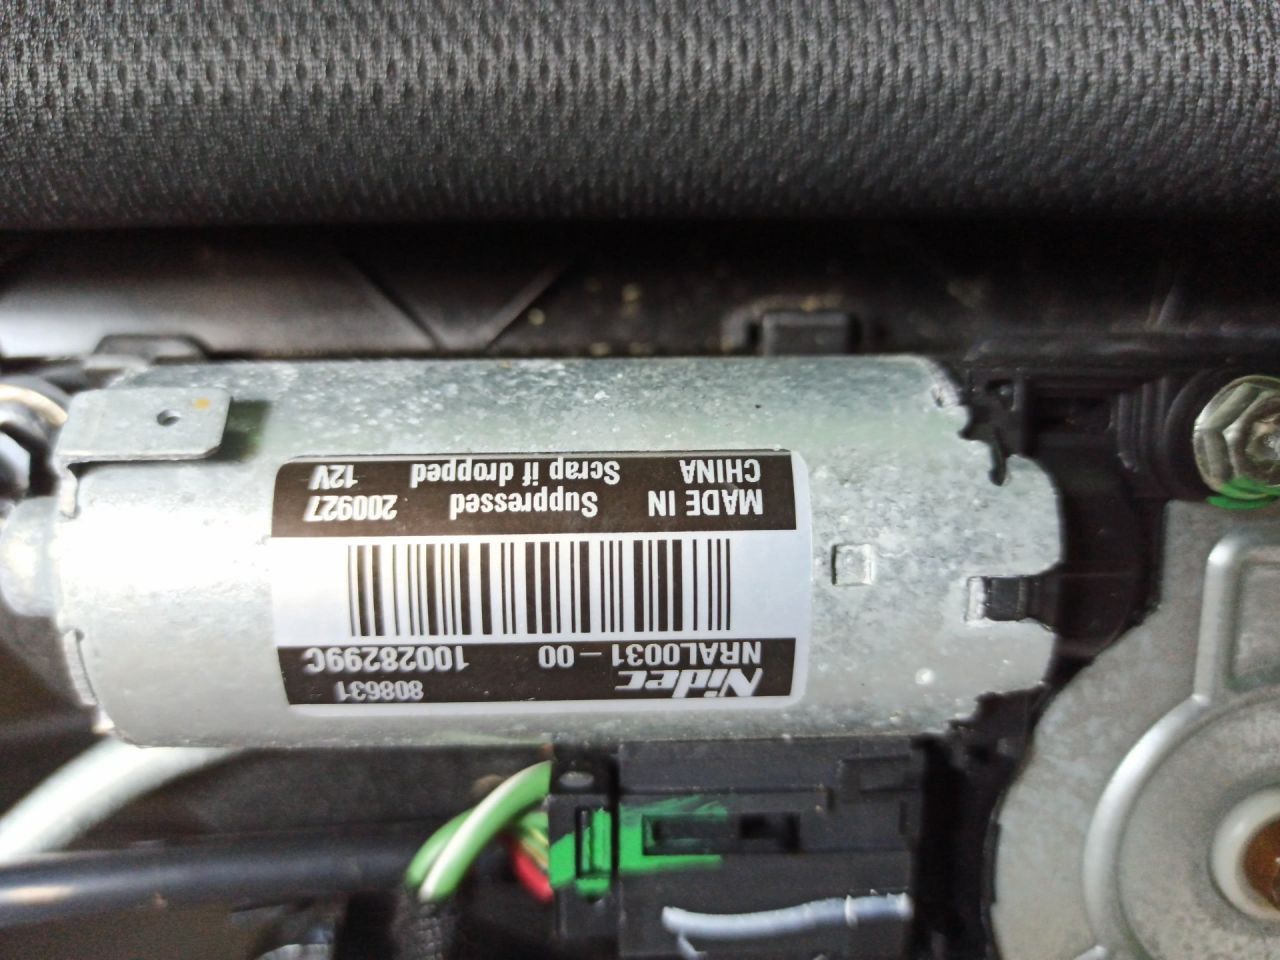 Nidec 808631
NRAL0031-00 10028299C
MADE IN Suppressed 200927
CHINA Scrap if dropped 12V